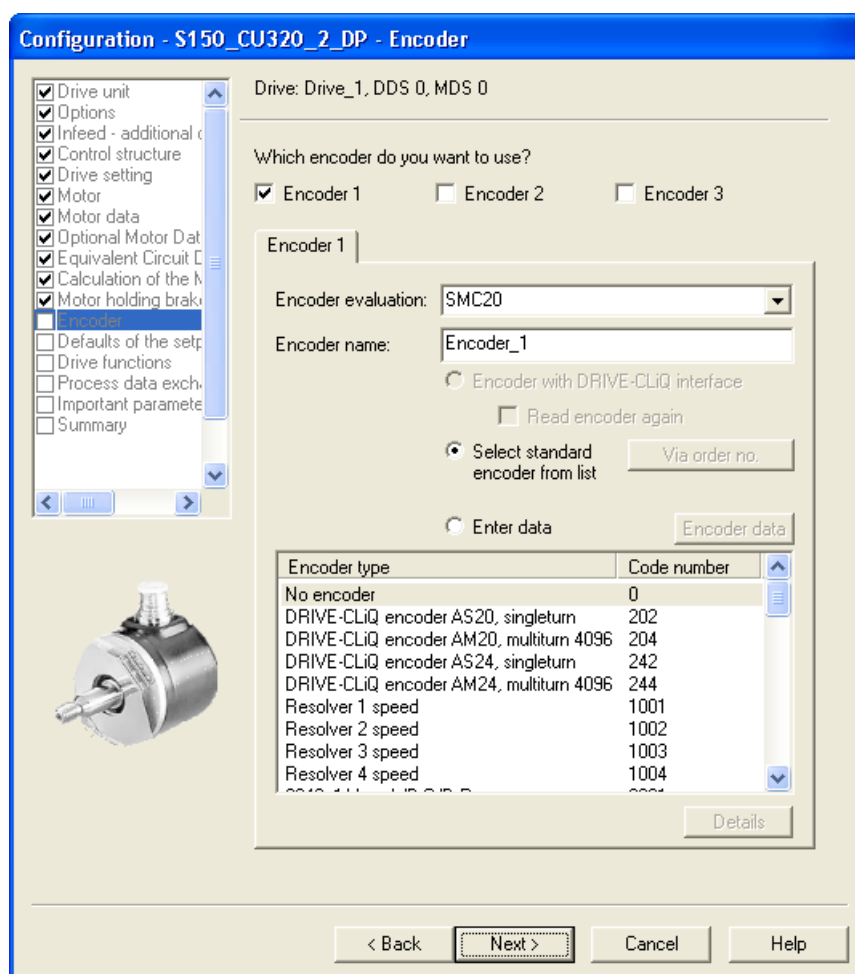 Configuration - S150_CU320_2_DP - Encoder
Drive unit
Options
Infeed - additional
Control structure
Drive setting
Motor
Motor data
Optional Motor Dat
Equivalent Circuit
Calculation of the
Motor holding brak
Encoder
Defaults of the setp
Drive functions
Process data exch
Important paramete
Summary
Drive: Drive_1, DDS 0, MDS 0
Which encoder do you want to use?
Encoder 1 Encoder 2 Encoder 3
Encoder 1
Encoder evaluation: SMC20
Encoder name: Encoder_1
Encoder with DRIVE-CLiQ interface
Read encoder again
Select standard encoder from list
Via order no.
Enter data Encoder data
Encoder type Code number
No encoder 0
DRIVE-CLiQ encoder AS20, singleturn 202
DRIVE-CLiQ encoder AM20, multiturn 4096 204
DRIVE-CLiQ encoder AS24, singleturn 242
DRIVE-CLiQ encoder AM24, multiturn 4096 244
Resolver 1 speed 1001
Resolver 2 speed 1002
Resolver 3 speed 1003
Resolver 4 speed 1004
Details
< Back Next > Cancel Help